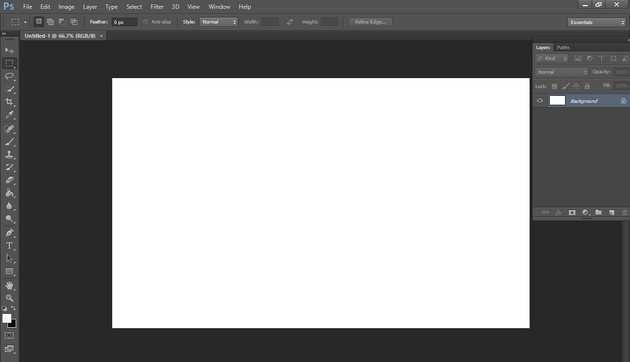 Ps File Edit Image Layer Type Select Filter 3D View Window Help
Feather: 0 px Anti-alias Style: Normal Width: Height: Refine Edge... Essentials
Untitled-1 @ 66.7% (RGB/8) ×
Layers Paths
Kind T
Normal Opacity:
Lock: Fill:
Background
fx
T